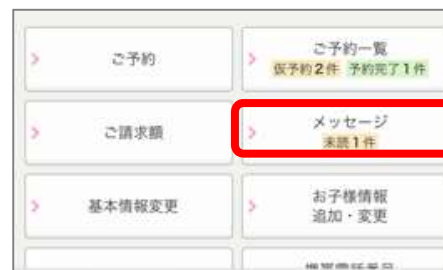 ご予約
ご予約一覧
仮予約2件 予約完了1件
ご請求額
メッセージ
未読1件
基本情報変更
お子様情報
追加・変更